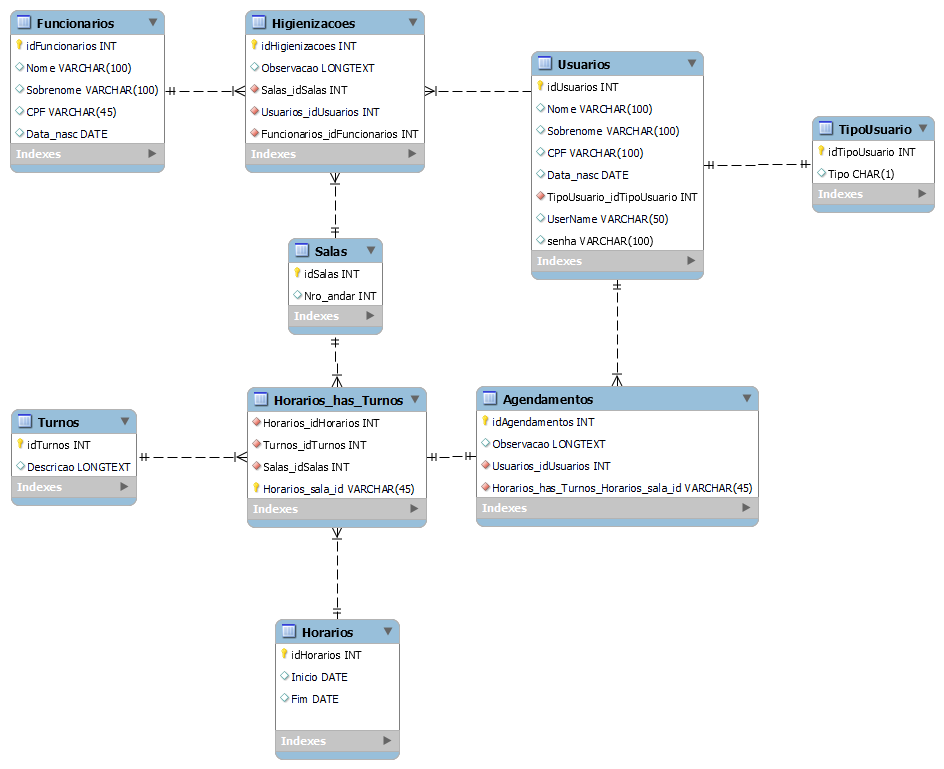 Funcionarios
idFuncionarios INT
Nome VARCHAR(100)
Sobrenome VARCHAR(100)
CPF VARCHAR(45)
Data_nasc DATE
Indexes
Higienizacoes
idHigienizacoes INT
Observacao LONGTEXT
Salas_idSalas INT
Usuarios_idUsuarios INT
Funcionarios_idFuncionarios INT
Indexes
Usuarios
idUsuarios INT
Nome VARCHAR(100)
Sobrenome VARCHAR(100)
CPF VARCHAR(100)
Data_nasc DATE
TipoUsuario_idTipoUsuario INT
UserName VARCHAR(50)
senha VARCHAR(100)
Indexes
TipoUsuario
idTipoUsuario INT
Tipo CHAR(1)
Indexes
Salas
idSalas INT
Nro_andar INT
Indexes
Turnos
idTurnos INT
Descricao LONGTEXT
Indexes
Horarios_has_Turnos
Horarios_idHorarios INT
Turnos_idTurnos INT
Salas_idSalas INT
Horarios_sala_id VARCHAR(45)
Indexes
Agendamentos
idAgendamentos INT
Observacao LONGTEXT
Usuarios_idUsuarios INT
Horarios_has_Turnos_Horarios_sala_id VARCHAR(45)
Indexes
Horarios
idHorarios INT
Inicio DATE
Fim DATE
Indexes